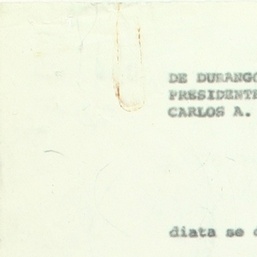 DE DURANGO
PRESIDENTE
CARLOS A.
diata se